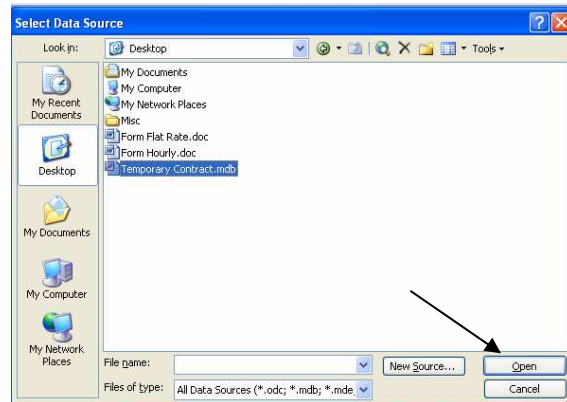 Select Data Source
Look in: Desktop Tools
My Documents
My Computer
My Network Places
Misc
Form Flat Rate.doc
Form Hourly.doc
Temporary Contract.mdb
My Recent
Documents
Desktop
My Documents
My Computer
My Network
Places
File name: New Source... Open
Files of type: All Data Sources (*.odc; *.mdb; *.mde; Cancel